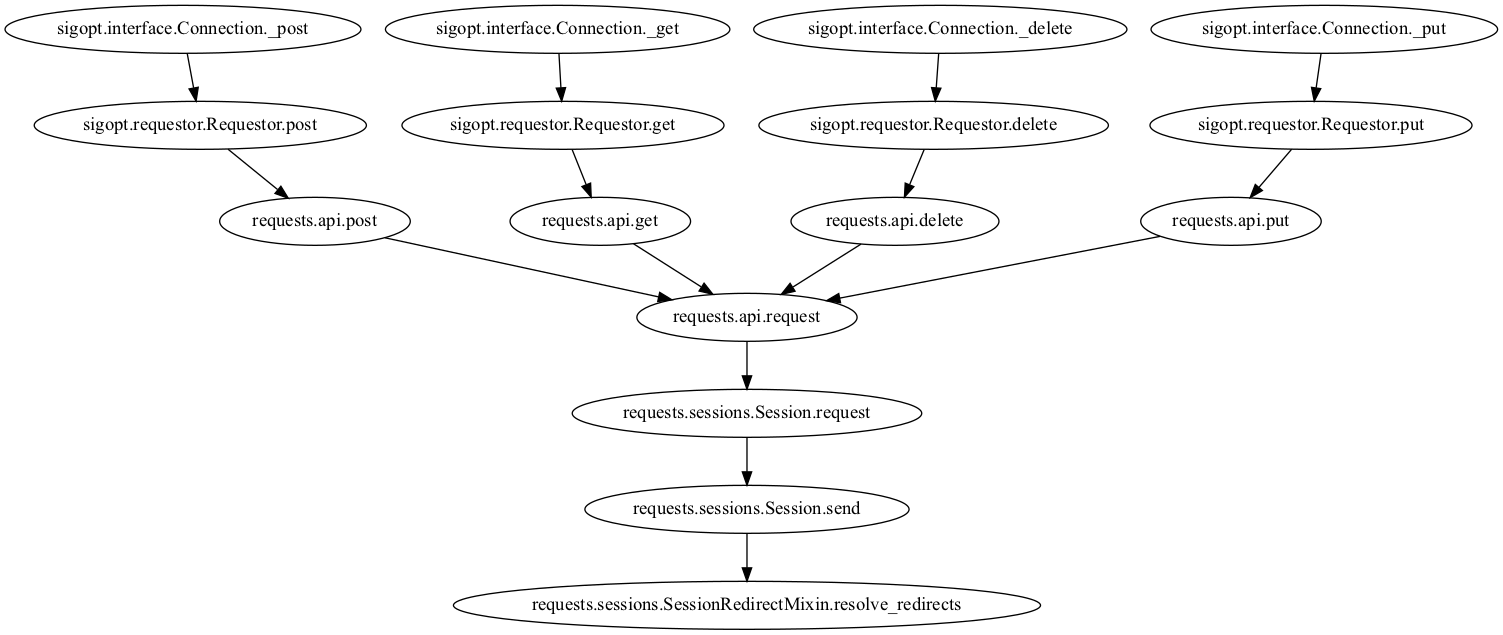 sigopt.interface.Connection._post
sigopt.interface.Connection._get
sigopt.interface.Connection._delete
sigopt.interface.Connection._put
sigopt.requestor.Requestor.post
sigopt.requestor.Requestor.get
sigopt.requestor.Requestor.delete
sigopt.requestor.Requestor.put
requests.api.post
requests.api.get
requests.api.delete
requests.api.put
requests.api.request
requests.sessions.Session.request
requests.sessions.Session.send
requests.sessions.SessionRedirectMixin.resolve_redirects